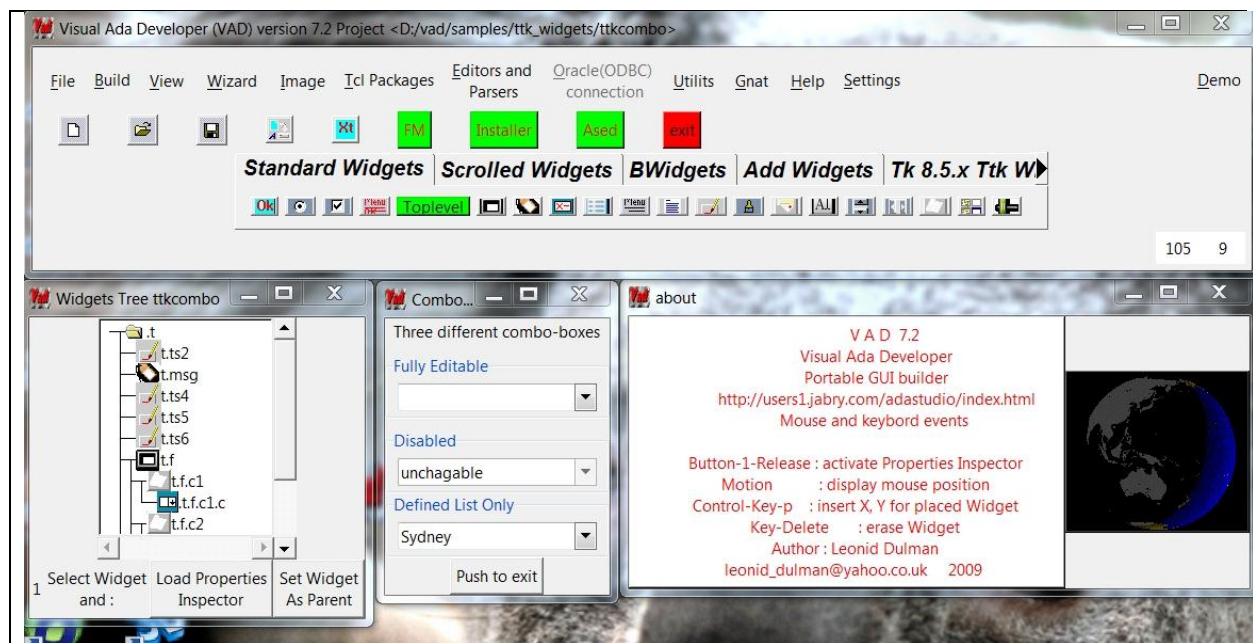 Visual Ada Developer (VAD) version 7.2 Project <D:/vad/samples/ttk_widgets/ttkcombo>
File Build View Wizard Image Tcl Packages Editors and Parsers Oracle(ODBC) connection Utilits Gnat Help Settings Demo
Xt FM Installer Ased exit
Standard Widgets Scrolled Widgets BWidgets Add Widgets Tk 8.5.x Ttk W
Ok Menu Toplevel Menu
105 9
Widgets Tree ttkcombo
.t
t.ts2
t.msg
t.ts4
t.ts5
t.ts6
t.f
t.f.c1
t.f.c1.c
t.f.c2
1 Select Widget and :
Load Properties Inspector
Set Widget As Parent
Combo...
Three different combo-boxes
Fully Editable
Disabled
unchagable
Defined List Only
Sydney
Push to exit
about
V A D 7.2
Visual Ada Developer
Portable GUI builder
http://users1.jabry.com/adastudio/index.html
Mouse and keybord events
Button-1-Release : activate Properties Inspector
Motion : display mouse position
Control-Key-p : insert X, Y for placed Widget
Key-Delete : erase Widget
Author : Leonid Dulman
leonid_dulman@yahoo.co.uk 2009